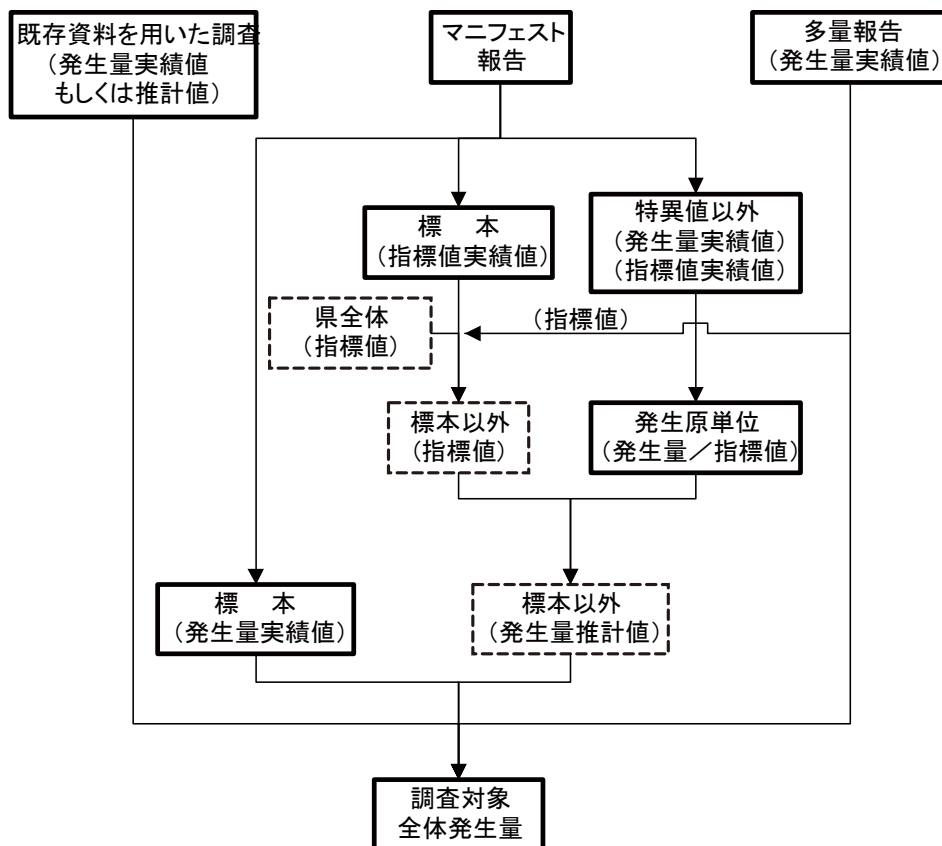 既存資料を用いた調査
（発生量実績値
もしくは推計値）
マニフェスト
報告
多量報告
（発生量実績値）
標　本
（指標値実績値）
特異値以外
（発生量実績値）
（指標値実績値）
県全体
（指標値）
（指標値）
標本以外
（指標値）
発生原単位
（発生量／指標値）
標　本
（発生量実績値）
標本以外
（発生量推計値）
調査対象
全体発生量